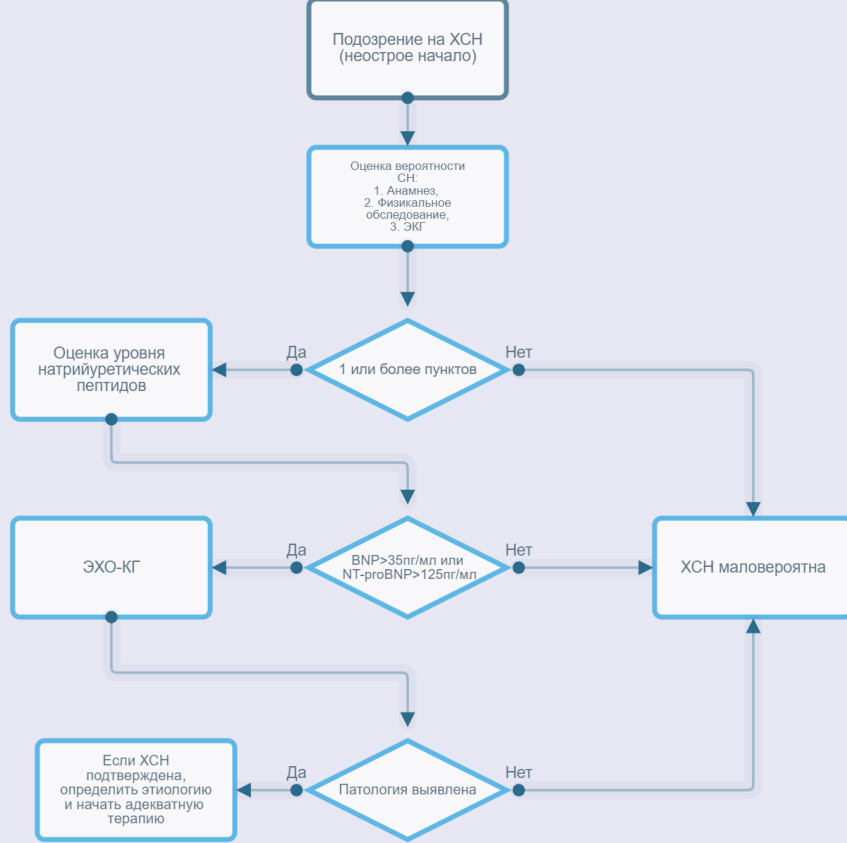 Подозрение на ХСН
(неострое начало)
Оценка вероятности
СН:
1. Анамнез,
2. Физикальное
обследование,
3. ЭКГ
Оценка уровня
натрийуретических
пептидов
Да
1 или более пунктов
Нет
ЭХО-КГ
Да
BNP>35пг/мл или
NT-proBNP>125пг/мл
Нет
ХСН маловероятна
Если ХСН
подтверждена,
определить этиологию
и начать адекватную
терапию
Да
Патология выявлена
Нет